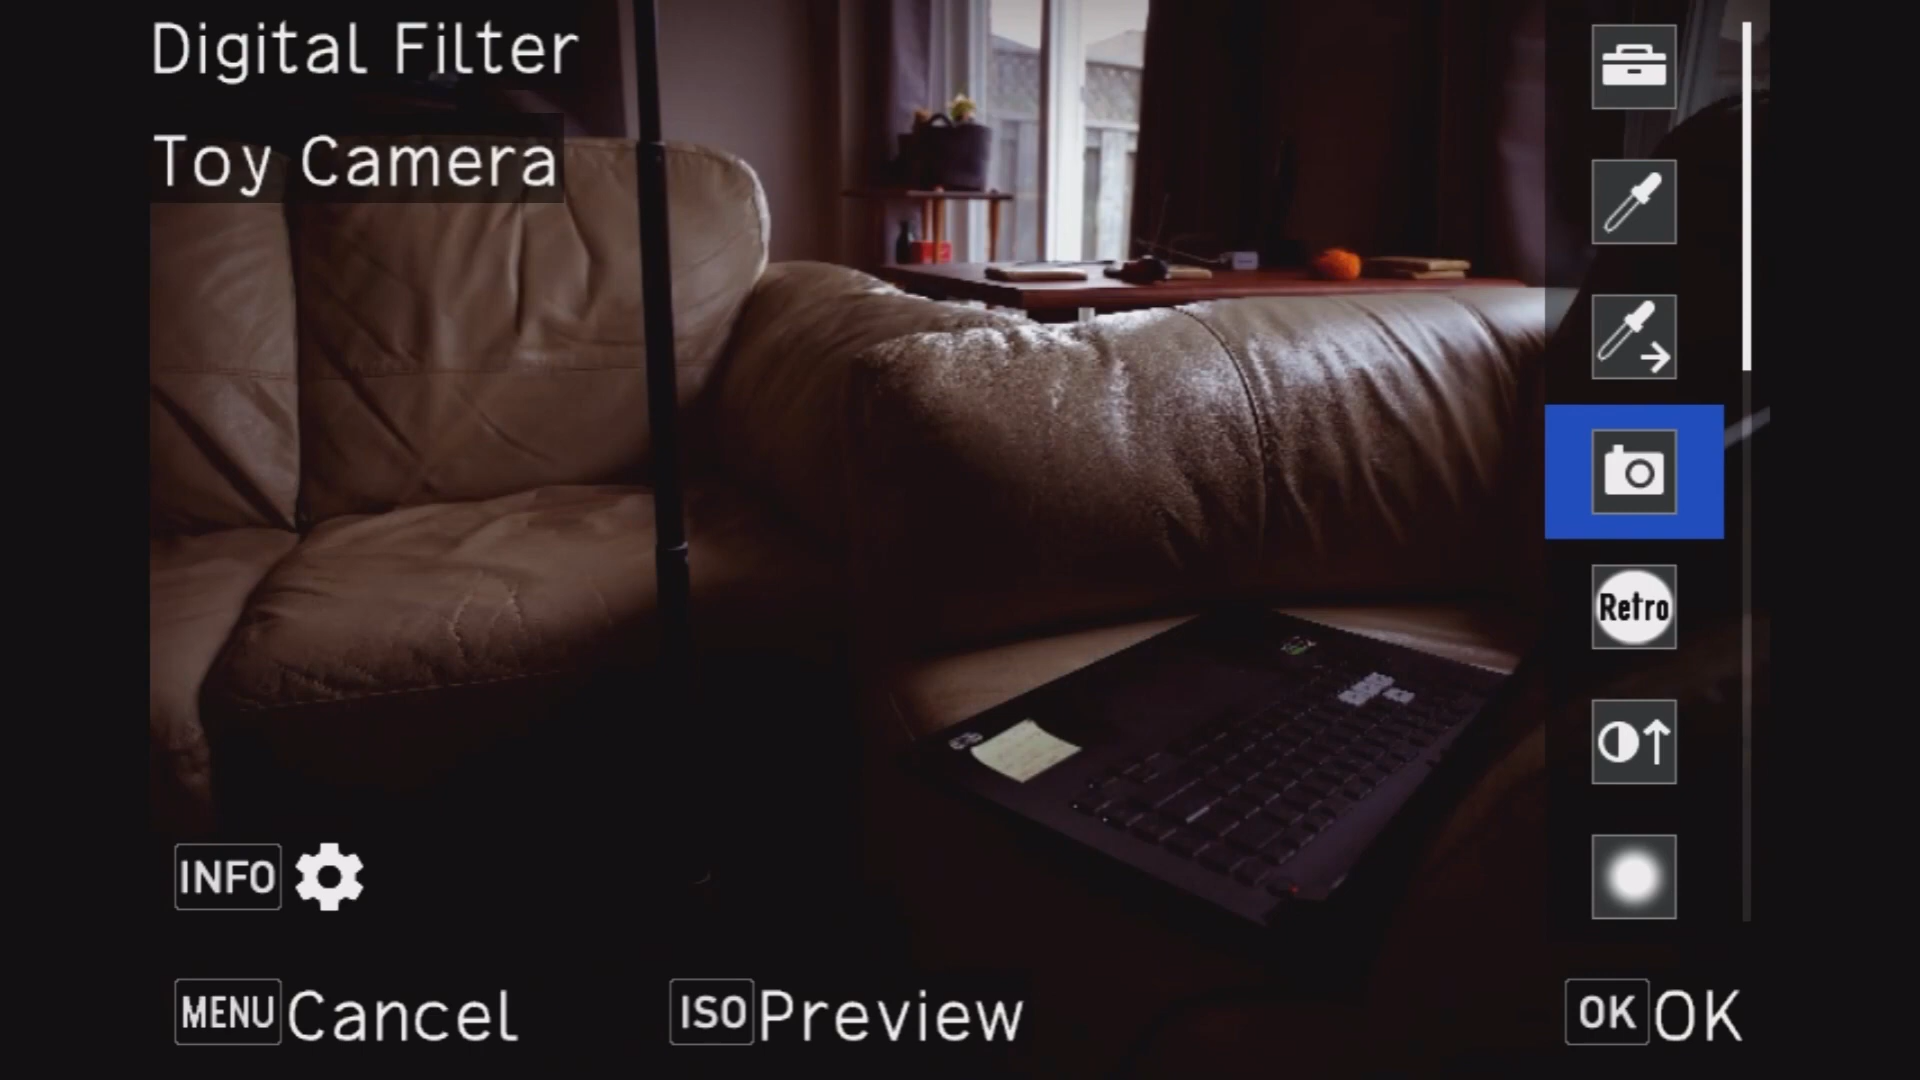 Digital Filter
Toy Camera
Retro
INFO
MENU Cancel
ISO Preview
OK OK